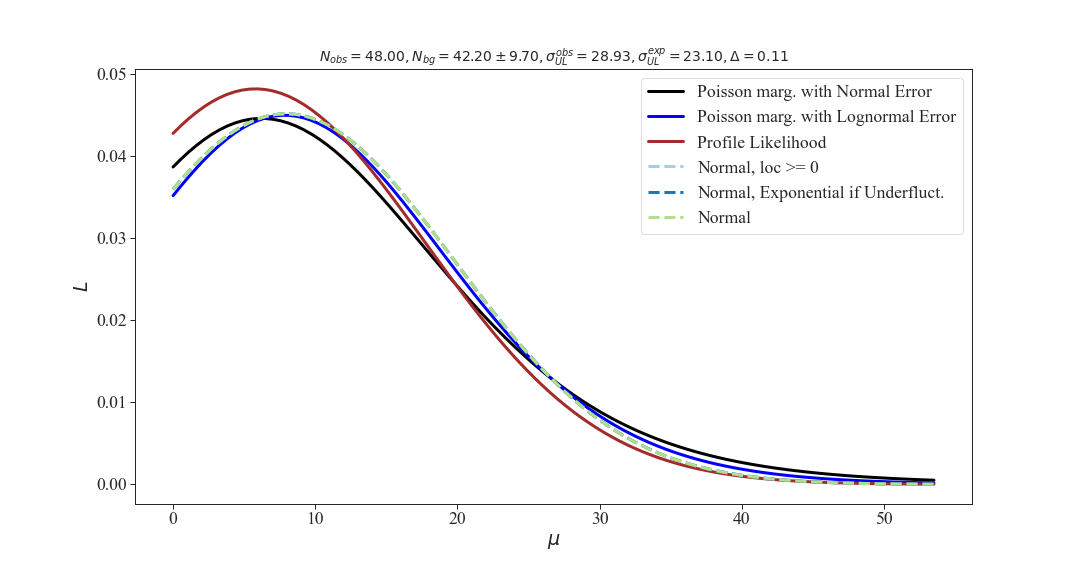 N_obs = 48.00, N_bg = 42.20 ± 9.70, σ_UL^obs = 28.93, σ_UL^exp = 23.10, Δ = 0.11
0.05
0.04
0.03
0.02
0.01
0.00
L
Poisson marg. with Normal Error
Poisson marg. with Lognormal Error
Profile Likelihood
Normal, loc >= 0
Normal, Exponential if Underfluct.
Normal
0 10 20 30 40 50
μ